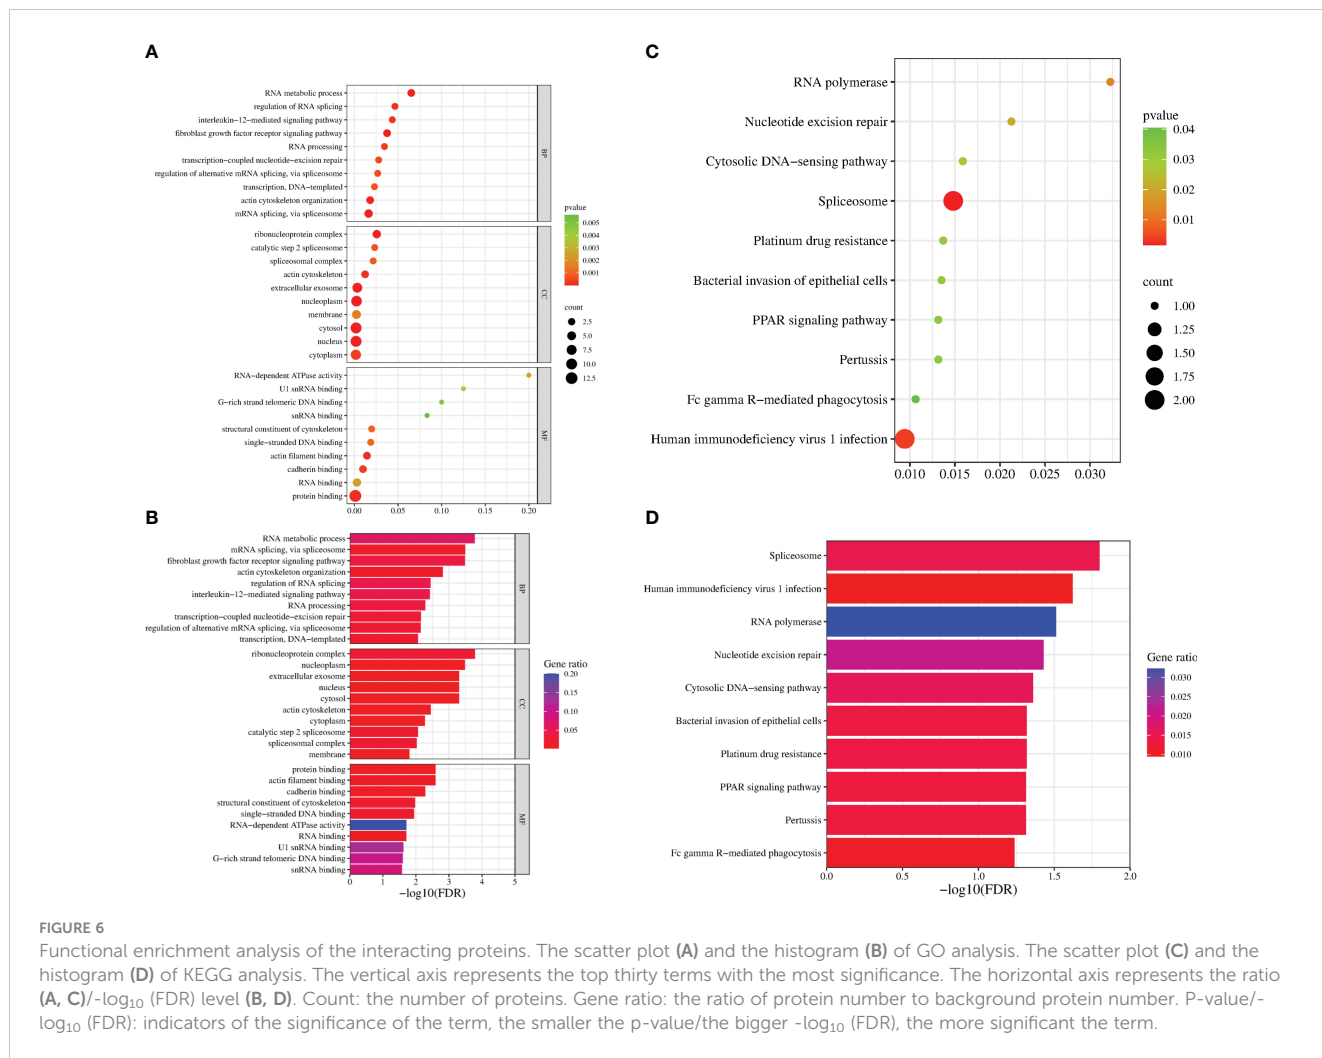 A
RNA metabolic process
regulation of RNA splicing
interleukin−12−mediated signaling pathway
fibroblast growth factor receptor signaling pathway
RNA processing
transcription−coupled nucleotide−excision repair
regulation of alternative mRNA splicing, via spliceosome
transcription, DNA−templated
actin cytoskeleton organization
mRNA splicing, via spliceosome
BP
ribonucleoprotein complex
catalytic step 2 spliceosome
spliceosomal complex
actin cytoskeleton
extracellular exosome
nucleoplasm
membrane
cytosol
nucleus
cytoplasm
CC
RNA−dependent ATPase activity
U1 snRNA binding
G−rich strand telomeric DNA binding
snRNA binding
structural constituent of cytoskeleton
single−stranded DNA binding
actin filament binding
cadherin binding
RNA binding
protein binding
MF
0.00 0.05 0.10 0.15 0.20
pvalue
0.005
0.004
0.003
0.002
0.001
count
2.5
5.0
7.5
10.0
12.5
B
RNA metabolic process
mRNA splicing, via spliceosome
fibroblast growth factor receptor signaling pathway
actin cytoskeleton organization
regulation of RNA splicing
interleukin−12−mediated signaling pathway
RNA processing
transcription−coupled nucleotide−excision repair
regulation of alternative mRNA splicing, via spliceosome
transcription, DNA−templated
BP
ribonucleoprotein complex
nucleoplasm
extracellular exosome
nucleus
cytosol
actin cytoskeleton
cytoplasm
catalytic step 2 spliceosome
spliceosomal complex
membrane
CC
protein binding
actin filament binding
cadherin binding
structural constituent of cytoskeleton
single−stranded DNA binding
RNA−dependent ATPase activity
RNA binding
U1 snRNA binding
G−rich strand telomeric DNA binding
snRNA binding
MF
0 1 2 3 4 5
−log10(FDR)
Gene ratio
0.20
0.15
0.10
0.05
C
RNA polymerase
Nucleotide excision repair
Cytosolic DNA−sensing pathway
Spliceosome
Platinum drug resistance
Bacterial invasion of epithelial cells
PPAR signaling pathway
Pertussis
Fc gamma R−mediated phagocytosis
Human immunodeficiency virus 1 infection
0.010 0.015 0.020 0.025 0.030
pvalue
0.04
0.03
0.02
0.01
count
1.00
1.25
1.50
1.75
2.00
D
Spliceosome
Human immunodeficiency virus 1 infection
RNA polymerase
Nucleotide excision repair
Cytosolic DNA−sensing pathway
Bacterial invasion of epithelial cells
Platinum drug resistance
PPAR signaling pathway
Pertussis
Fc gamma R−mediated phagocytosis
0.0 0.5 1.0 1.5 2.0
−log10(FDR)
Gene ratio
0.030
0.025
0.020
0.015
0.010
FIGURE 6
Functional enrichment analysis of the interacting proteins. The scatter plot (A) and the histogram (B) of GO analysis. The scatter plot (C) and the
histogram (D) of KEGG analysis. The vertical axis represents the top thirty terms with the most significance. The horizontal axis represents the ratio
(A, C)/-log10 (FDR) level (B, D). Count: the number of proteins. Gene ratio: the ratio of protein number to background protein number. P-value/-
log10 (FDR): indicators of the significance of the term, the smaller the p-value/the bigger -log10 (FDR), the more significant the term.